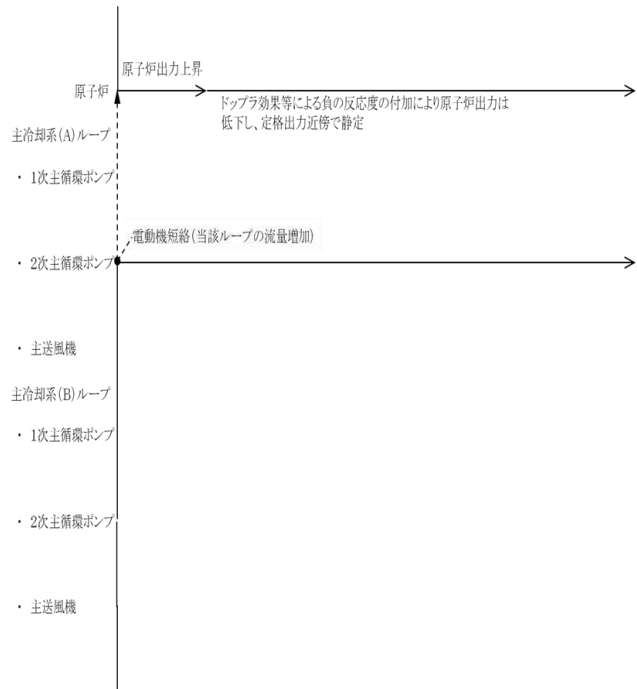 原子炉出力上昇
原子炉
ドップラ効果等による負の反応度の付加により原子炉出力は
低下し、定格出力近傍で静定
主冷却系(A)ループ
・ 1次主循環ポンプ
電動機短絡(当該ループの流量増加)
・ 2次主循環ポンプ
・ 主送風機
主冷却系(B)ループ
・ 1次主循環ポンプ
・ 2次主循環ポンプ
・ 主送風機